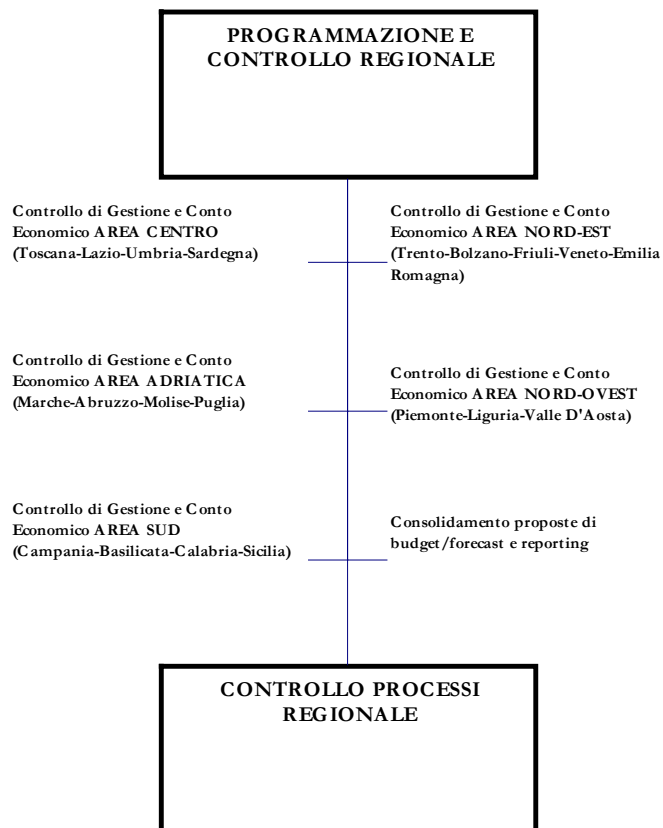 PROGRAMMAZIONE E
CONTROLLO REGIONALE
Controllo di Gestione e Conto
Economico AREA CENTRO
(Toscana-Lazio-Umbria-Sardegna)
Controllo di Gestione e Conto
Economico AREA NORD-EST
(Trento-Bolzano-Friuli-Veneto-Emilia
Romagna)
Controllo di Gestione e Conto
Economico AREA ADRIATICA
(Marche-Abruzzo-Molise-Puglia)
Controllo di Gestione e Conto
Economico AREA NORD-OVEST
(Piemonte-Liguria-Valle D'Aosta)
Controllo di Gestione e Conto
Economico AREA SUD
(Campania-Basilicata-Calabria-Sicilia)
Consolidamento proposte di
budget/forecast e reporting
CONTROLLO PROCESSI
REGIONALE